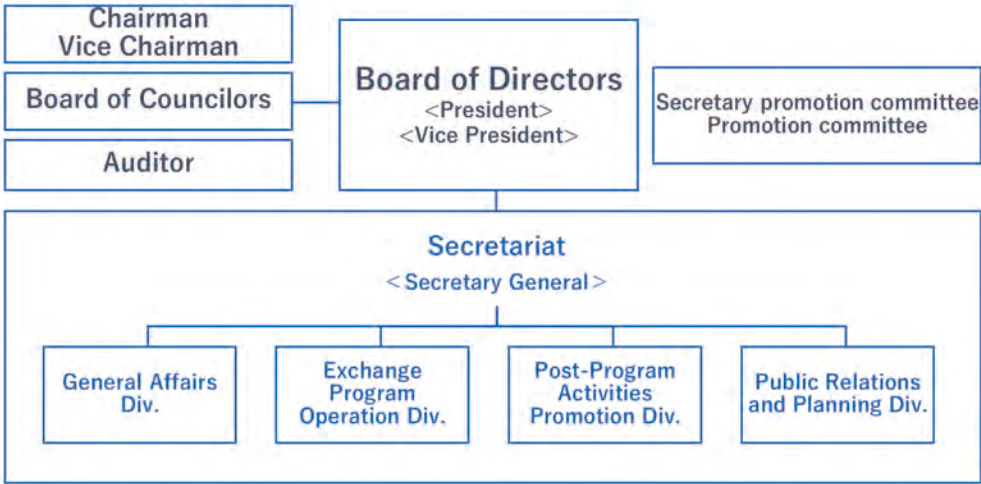 Chairman
Vice Chairman
Board of Councilors
Auditor
Board of Directors
<President>
<Vice President>
Secretary promotion committee
Promotion committee
Secretariat
<Secretary General>
General Affairs
Div.
Exchange
Program
Operation Div.
Post-Program
Activities
Promotion Div.
Public Relations
and Planning Div.